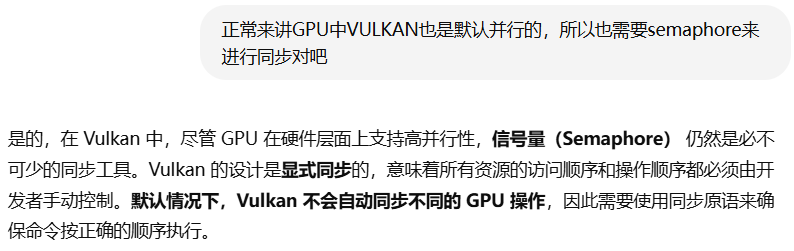 正常来讲GPU中VULKAN也是默认并行的，所以也需要semaphore来
进行同步对吧
是的，在 Vulkan 中，尽管 GPU 在硬件层面上支持高并行性，信号量（Semaphore） 仍然是必不
可少的同步工具。Vulkan 的设计是显式同步的，意味着所有资源的访问顺序和操作顺序都必须由开
发者手动控制。默认情况下，Vulkan 不会自动同步不同的 GPU 操作，因此需要使用同步原语来确
保命令按正确的顺序执行。